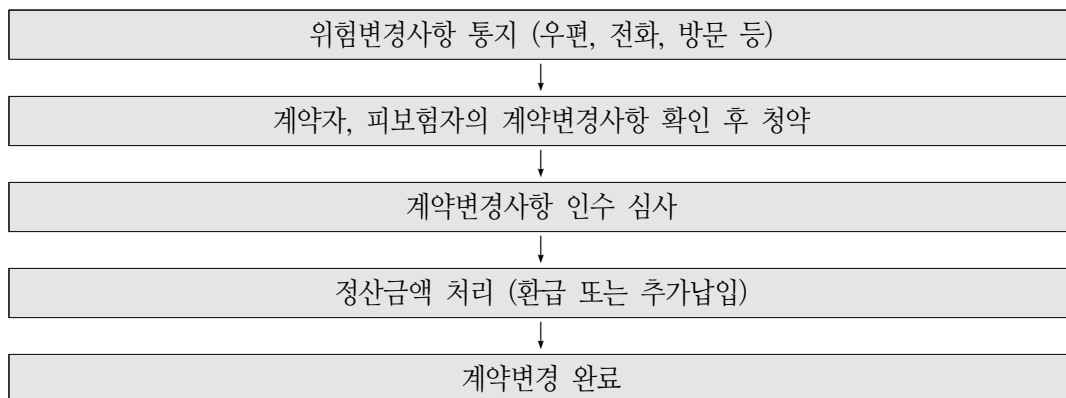 위험변경사항 통지 (우편, 전화, 방문 등)
계약자, 피보험자의 계약변경사항 확인 후 청약
계약변경사항 인수 심사
정산금액 처리 (환급 또는 추가납입)
계약변경 완료